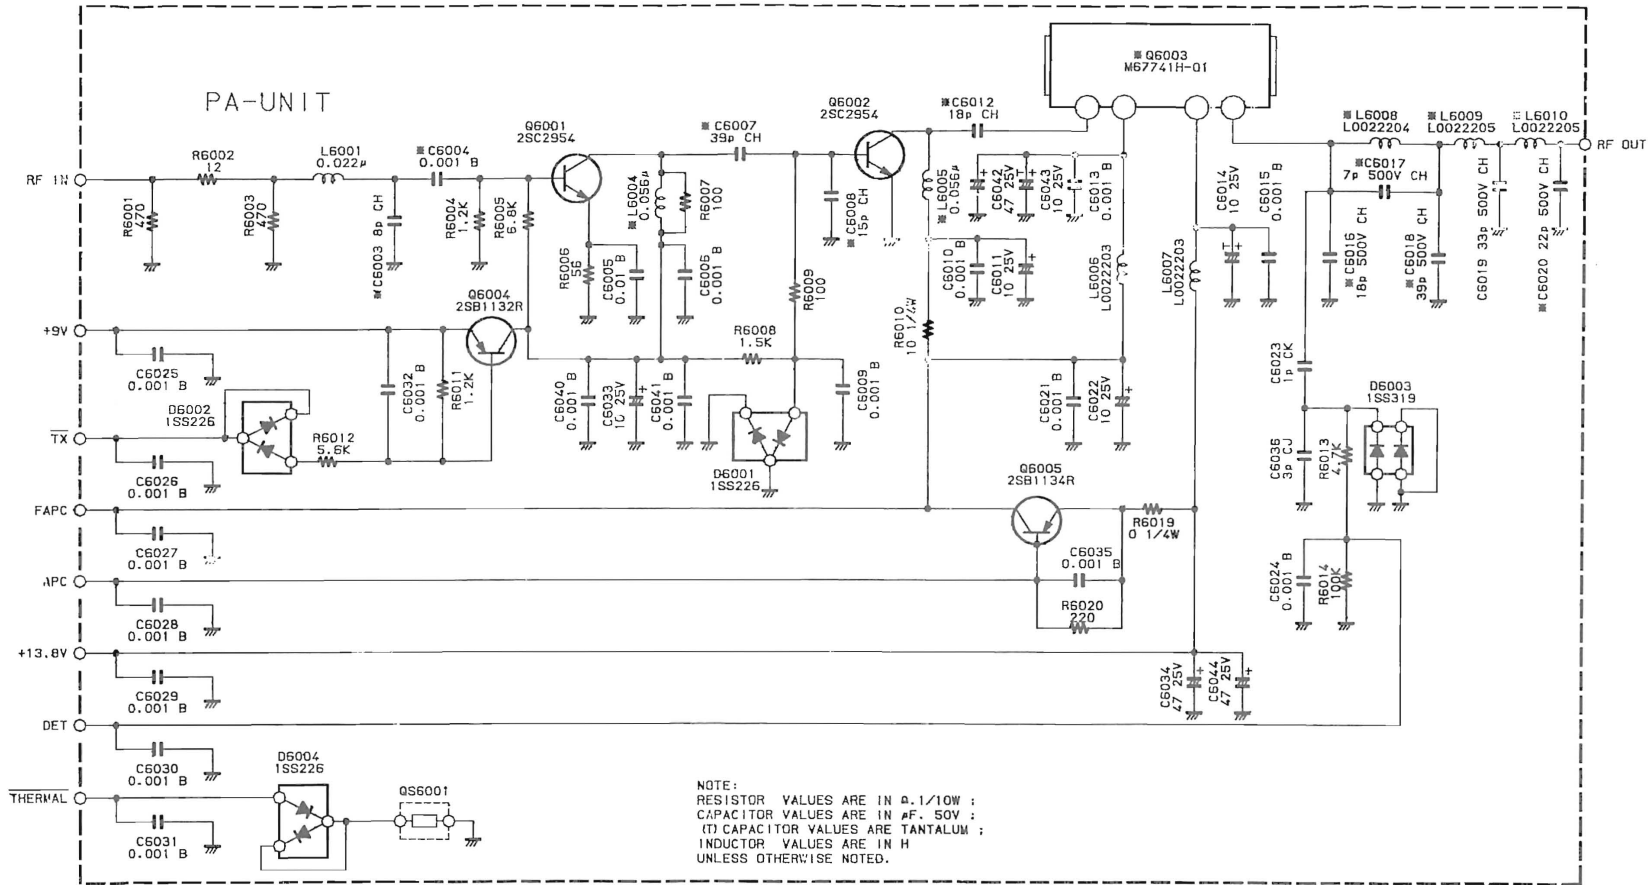 PA-UNIT
※Q6003
M67741H-01
RF IN
R6001
470
R6002
12
R6003
470
L6001
0.022μ
※C6003 8p CH
※C6004
0.001 B
R6004
1.2K
R6005
6.8K
Q6001
2SC2954
R6006
56
C6005
0.01 B
※L6004
0.056μ
R6007
100
C6006
0.001 B
※C6007
39p CH
R6009
100
※C6008
15p CH
Q6002
2SC2954
※C6012
18p CH
※L6005
0.056μ
C6042
47 25V
C6043
10 25V
C6013
0.001 B
C6010
0.001 B
C6011
10 25V
L6006
L0022203
L6007
L0022203
C6014
10 25V
T
C6015
0.001 B
※L6008
L0022204
※L6009
L0022205
※L6010
L0022205
RF OUT
※C6017
7p 500V CH
※C6016
18p 500V CH
※C6018
39p 500V CH
C6019 33p 500V CH
※C6020 22p 500V CH
+9V
C6025
0.001 B
Q6004
2SB1132R
C6032
0.001 B
R6011
1.2K
R6008
1.5K
C6040
0.001 B
C6033
10 25V
C6041
0.001 B
C6009
0.001 B
R6010
10 1/4W
C6021
0.001 B
C6022
10 25V
C6023
1p CK
D6003
1SS319
C6036
3p CJ
R6013
4.7K
D6002
1SS226
TX
R6012
5.6K
C6026
0.001 B
D6001
1SS226
Q6005
2SB1134R
FAPC
C6027
0.001 B
R6019
0 1/4W
C6035
0.001 B
R6020
220
C6024
0.001 B
R6014
100K
APC
C6028
0.001 B
+13.8V
C6029
0.001 B
C6034
47 25V
C6044
47 25V
DET
C6030
0.001 B
D6004
1SS226
QS6001
THERMAL
C6031
0.001 B
NOTE:
RESISTOR VALUES ARE IN Ω.1/10W ;
CAPACITOR VALUES ARE IN μF. 50V ;
(T) CAPACITOR VALUES ARE TANTALUM ;
INDUCTOR VALUES ARE IN H
UNLESS OTHERWISE NOTED.